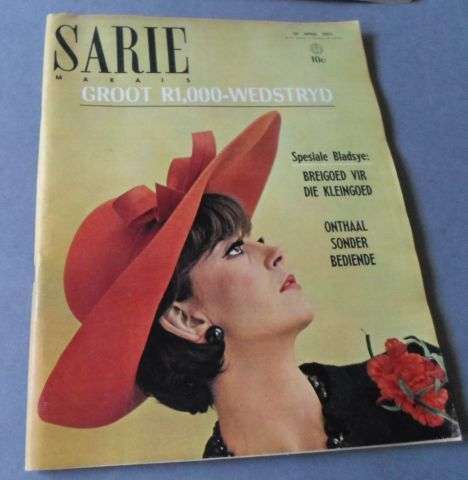 SARIE
MARAIS
10c
GROOT R1,000-WEDSTRYD
Spesiale Bladsye:
BREIGOED VIR
DIE KLEINGOED
ONTHAAL
SONDER
BEDIENDE